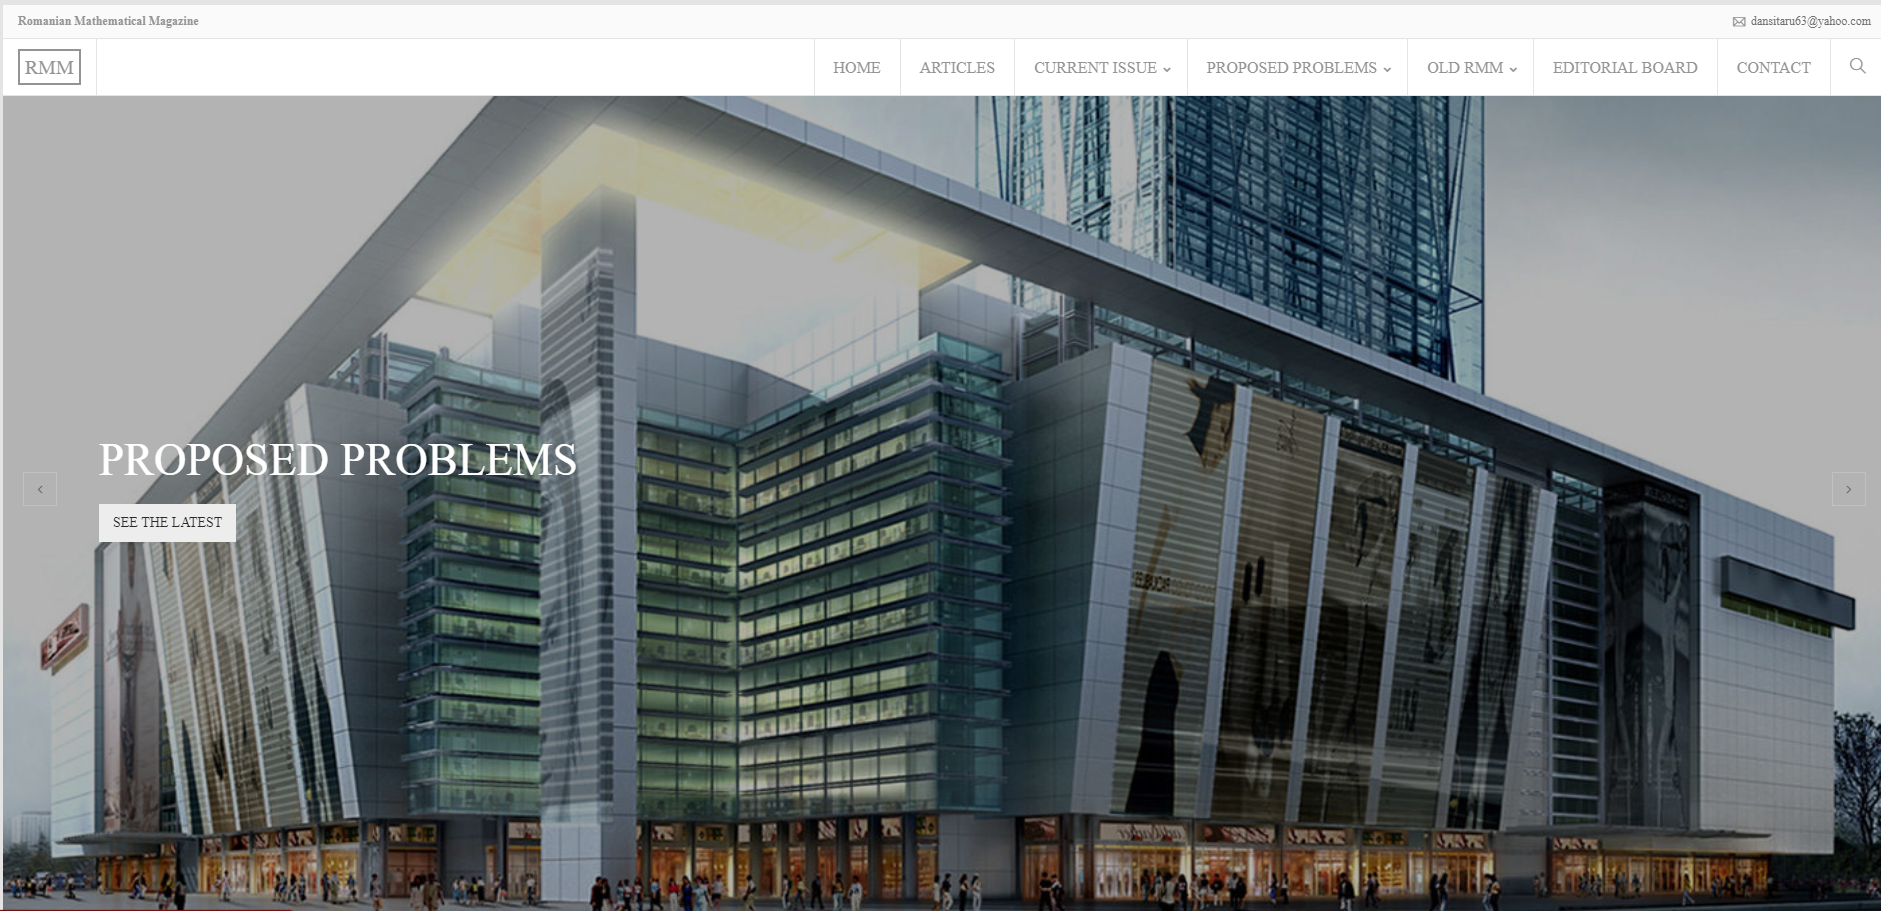 Romanian Mathematical Magazine
dansitaru63@yahoo.com
RMM
HOME
ARTICLES
CURRENT ISSUE
PROPOSED PROBLEMS
OLD RMM
EDITORIAL BOARD
CONTACT
PROPOSED PROBLEMS
SEE THE LATEST